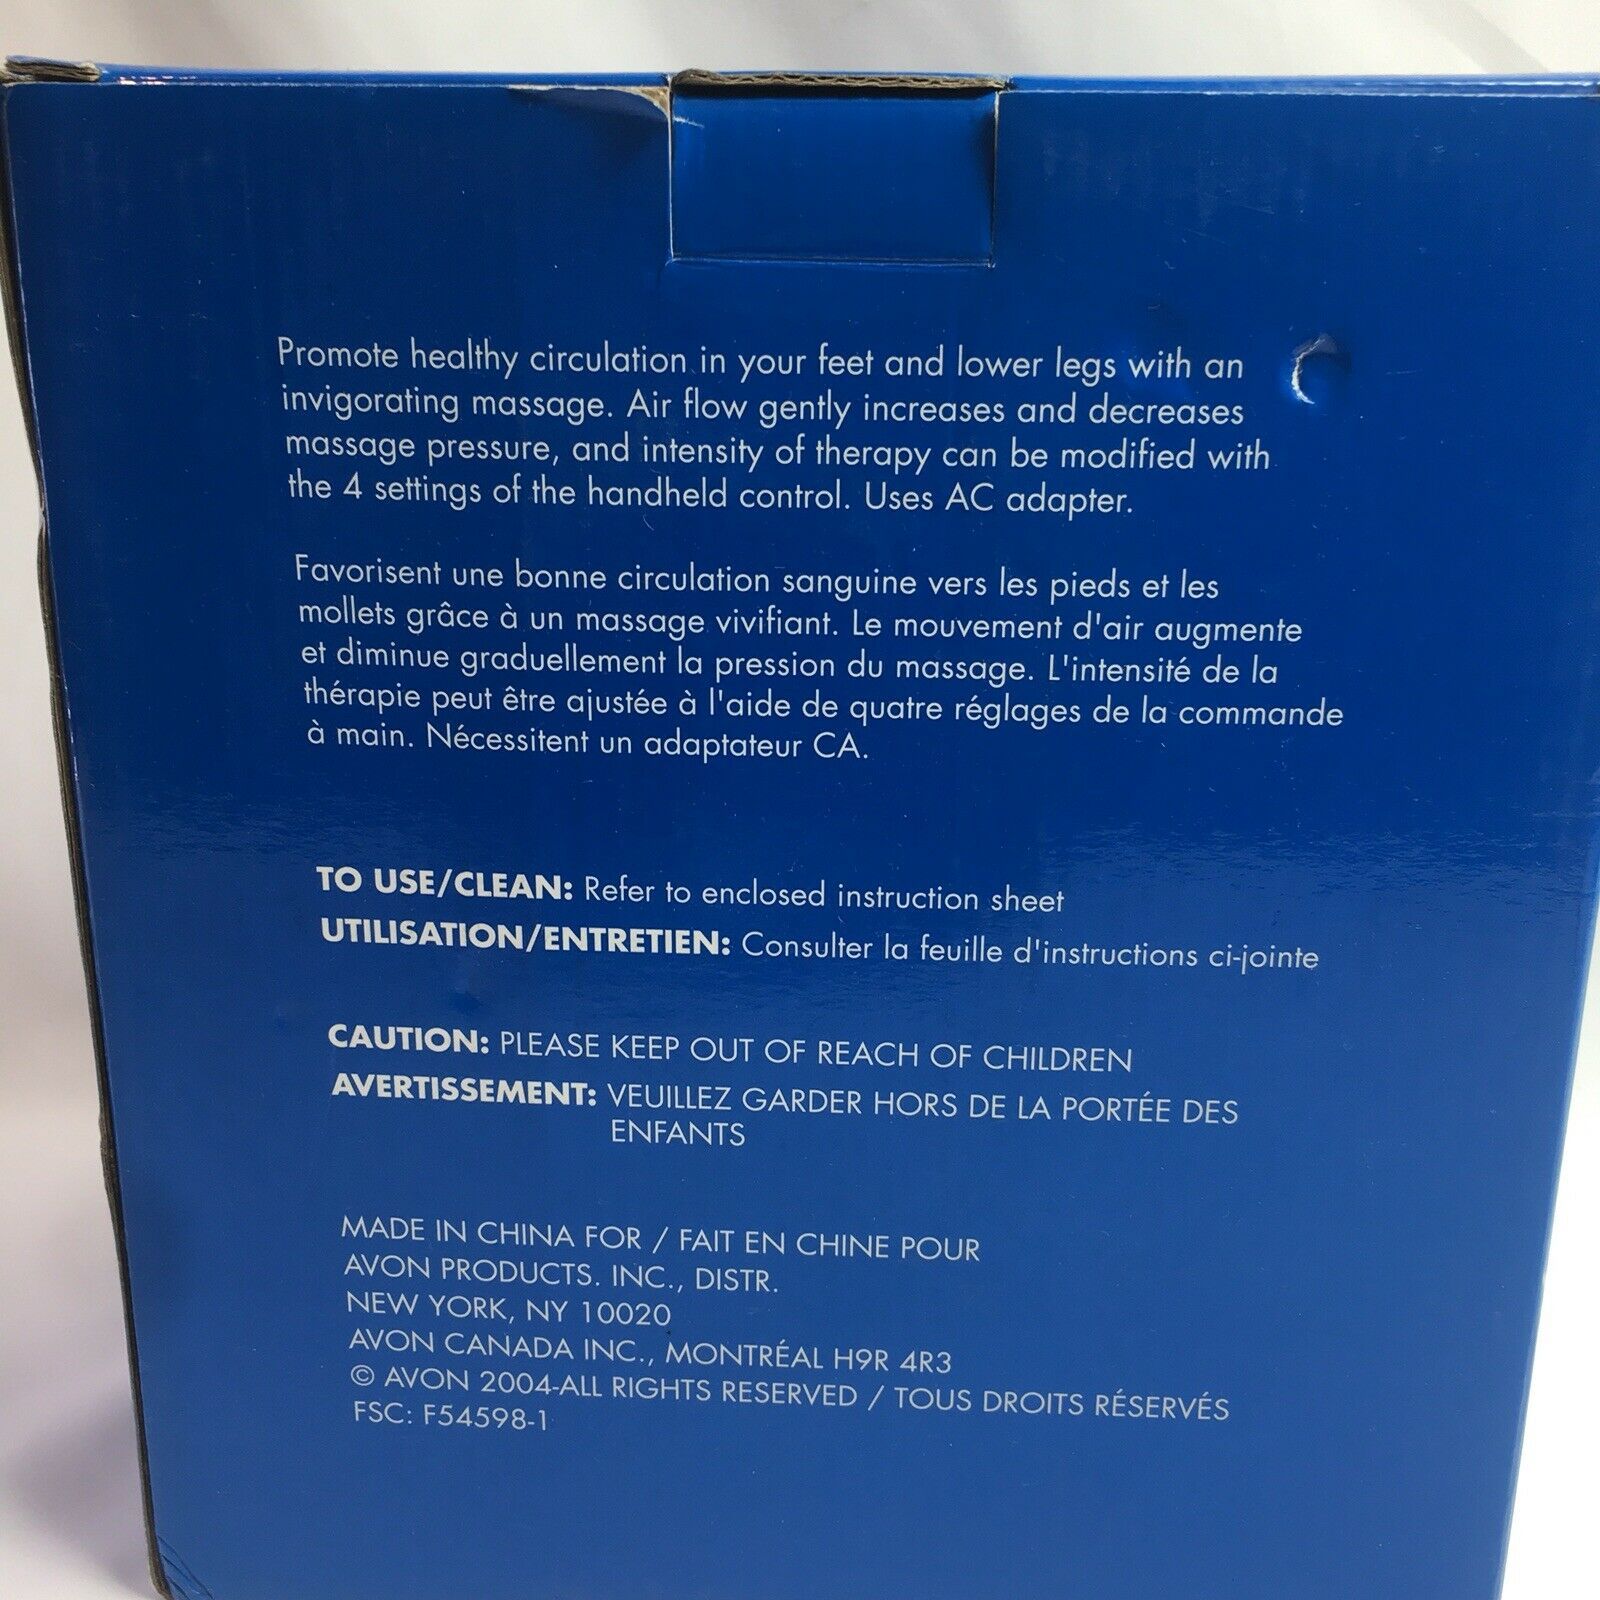 Promote healthy circulation in your feet and lower legs with an
invigorating massage. Air flow gently increases and decreases
massage pressure, and intensity of therapy can be modified with
the 4 settings of the handheld control. Uses AC adapter.
Favorisent une bonne circulation sanguine vers les pieds et les
mollets grâce à un massage vivifiant. Le mouvement d'air augmente
et diminue graduellement la pression du massage. L'intensité de la
thérapie peut être ajustée à l'aide de quatre réglages de la commande
à main. Nécessitent un adaptateur CA.
TO USE/CLEAN: Refer to enclosed instruction sheet
UTILISATION/ENTRETIEN: Consulter la feuille d'instructions ci-jointe
CAUTION: PLEASE KEEP OUT OF REACH OF CHILDREN
AVERTISSEMENT: VEUILLEZ GARDER HORS DE LA PORTÉE DES
ENFANTS
MADE IN CHINA FOR / FAIT EN CHINE POUR
AVON PRODUCTS. INC., DISTR.
NEW YORK, NY 10020
AVON CANADA INC., MONTRÉAL H9R 4R3
© AVON 2004-ALL RIGHTS RESERVED / TOUS DROITS RÉSERVÉS
FSC: F54598-1